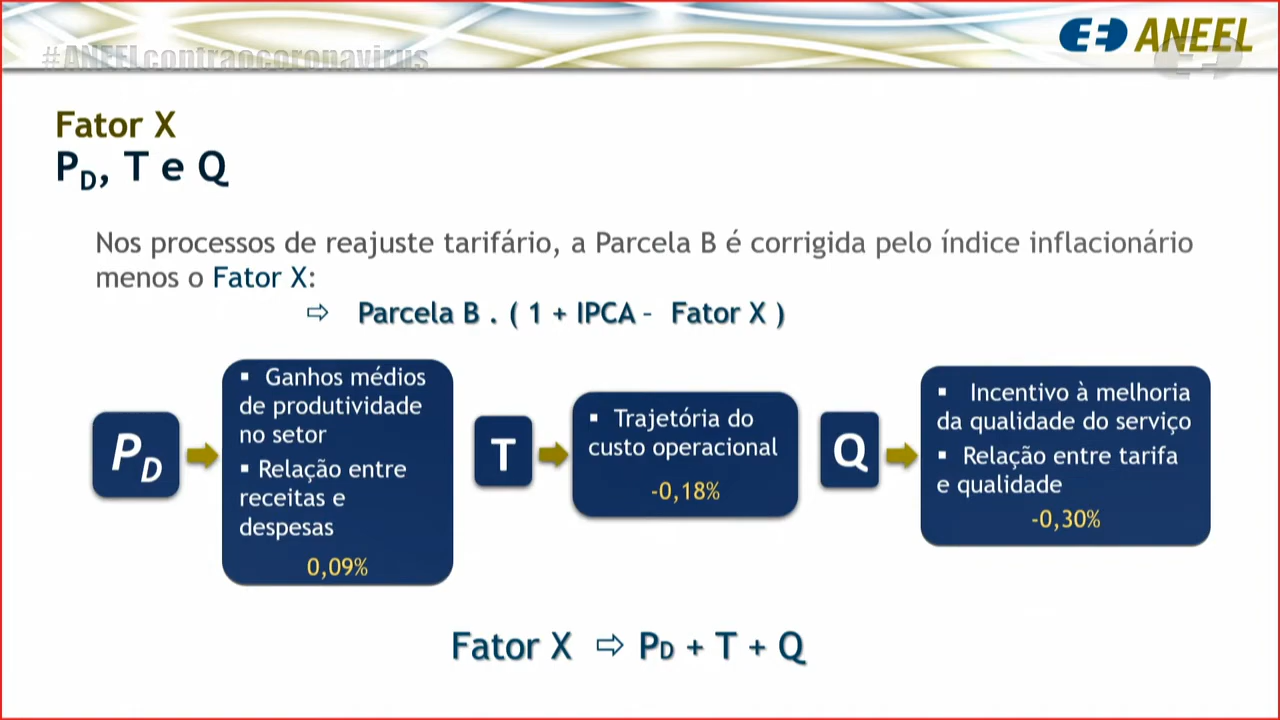 #ANEELcontraocoronavirus
ANEEL
Fator X
PD, T e Q
Nos processos de reajuste tarifário, a Parcela B é corrigida pelo índice inflacionário
menos o Fator X:
⇨ Parcela B . ( 1 + IPCA – Fator X )
PD
▪ Ganhos médios
de produtividade
no setor
▪ Relação entre
receitas e
despesas
0,09%
T
▪ Trajetória do
custo operacional
-0,18%
Q
▪ Incentivo à melhoria
da qualidade do serviço
▪ Relação entre tarifa
e qualidade
-0,30%
Fator X ⇨ PD + T + Q